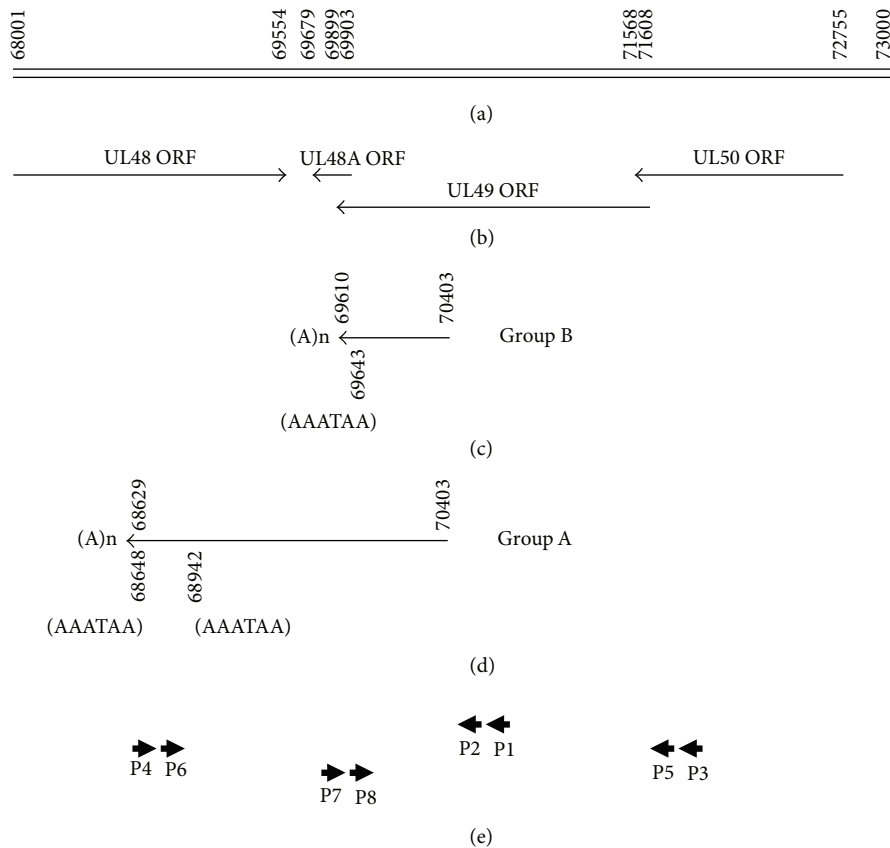 68001 69554 69679 69899 69903 71568 71608 72755 73000
(a)
UL48 ORF UL48A ORF UL50 ORF
UL49 ORF
(b)
69610 70403
(A)n Group B
69643
(AAATAA)
(c)
68629 70403
(A)n Group A
68648 68942
(AAATAA) (AAATAA)
(d)
P2 P1
P4 P6 P5 P3
P7 P8
(e)